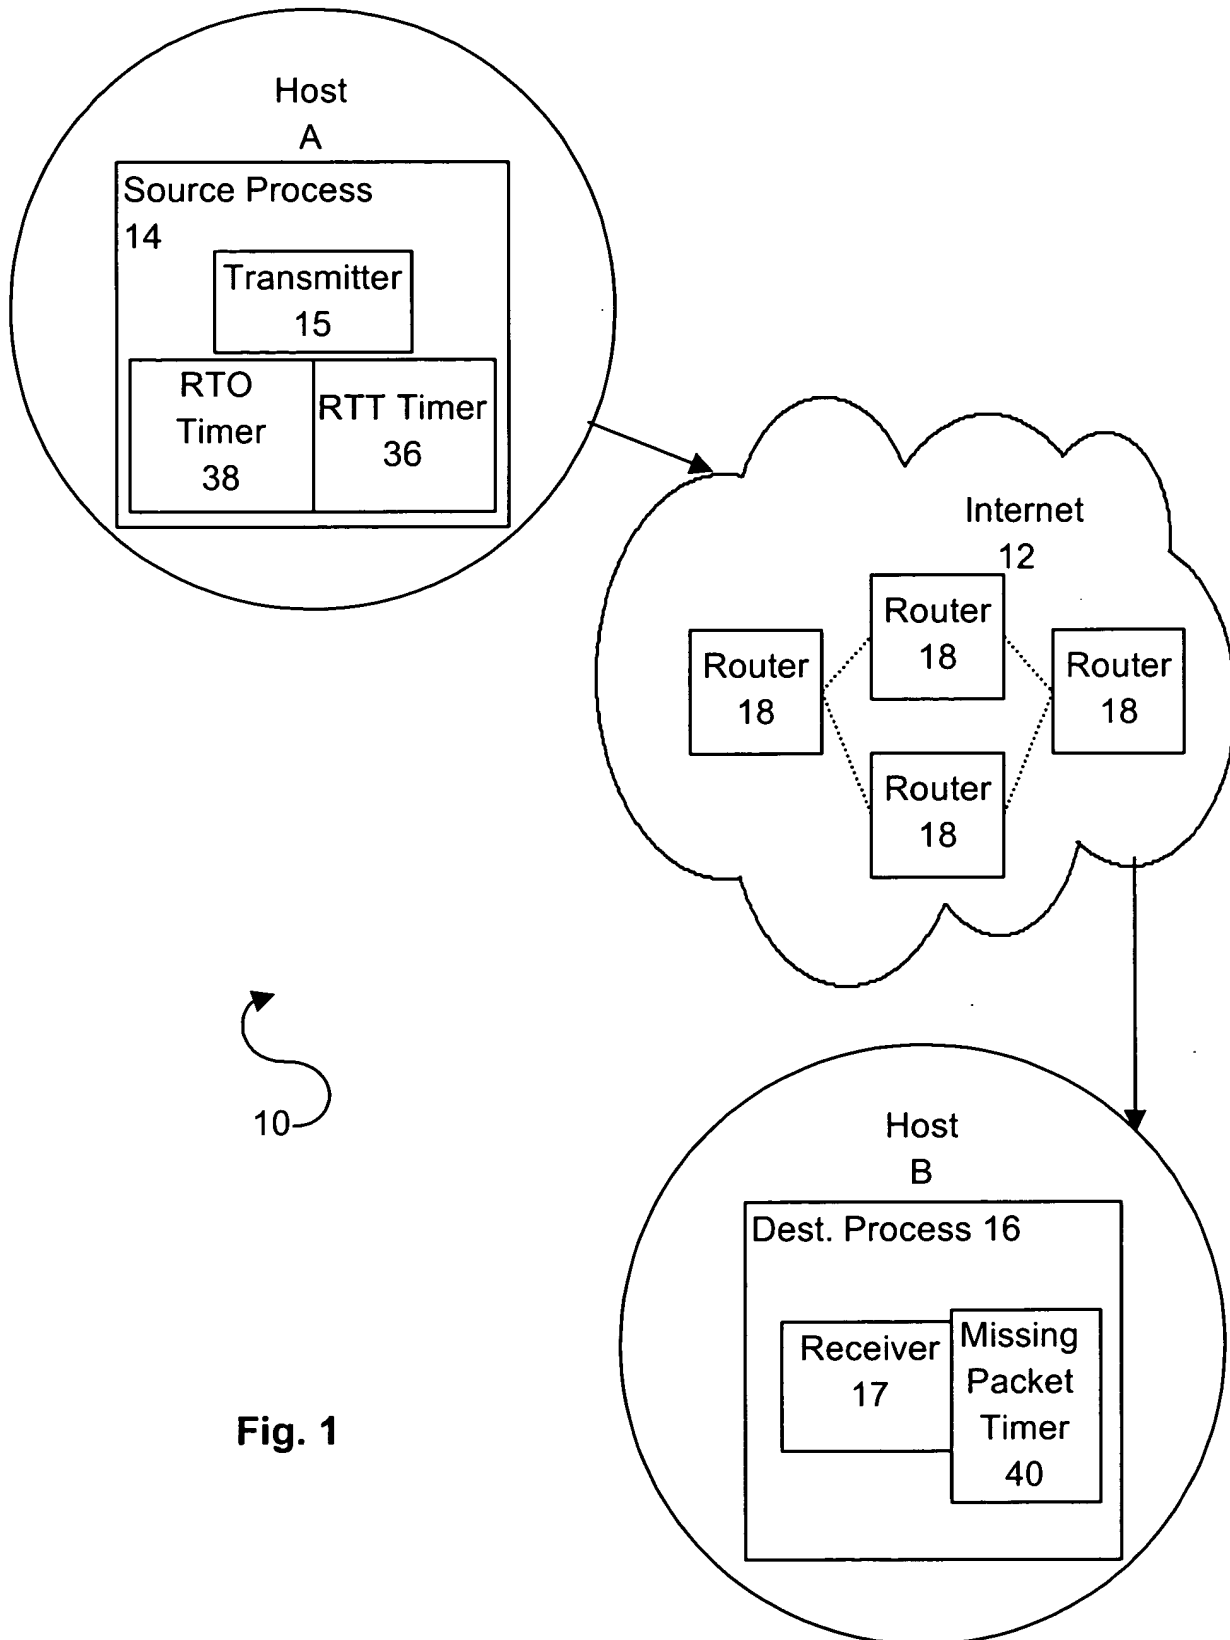 Host
A
Source Process
14
Transmitter
15
RTO
Timer
38
RTT Timer
36
Internet
12
Router
18
Router
18
Router
18
Router
18
10
Host
B
Dest. Process 16
Receiver
17
Missing
Packet
Timer
40
Fig. 1